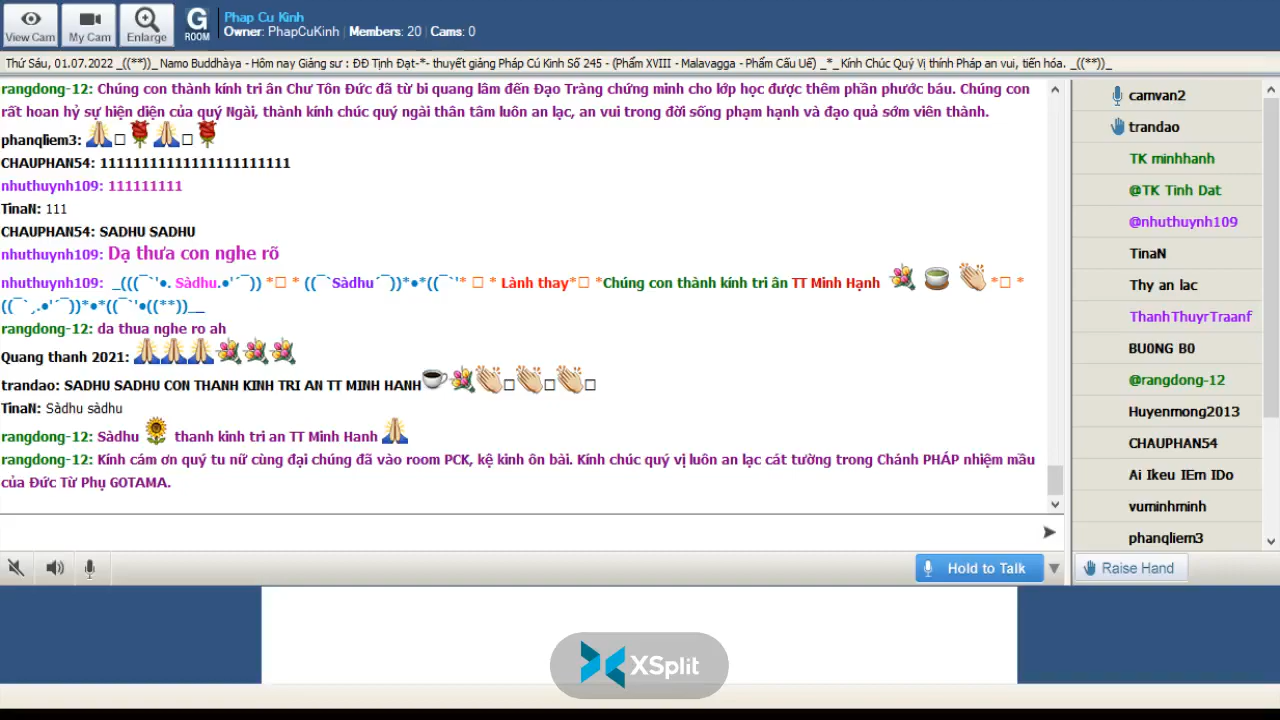 View Cam
My Cam
Enlarge
G
ROOM
Phap Cu Kinh
Owner: PhapCuKinh | Members: 20 | Cams: 0
Thứ Sáu, 01.07.2022 _((**))_ Namo Buddhàya - Hôm nay Giảng sư : ĐĐ Tịnh Đạt-*- thuyết giảng Pháp Cú Kinh Số 245 - (Phẩm XVIII - Malavagga - Phẩm Cấu Uế) _*_ Kính Chúc Quý Vị thính Pháp an vui, tiến hóa. _((**))_
rangdong-12: Chúng con thành kính tri ân Chư Tôn Đức đã từ bi quang lâm đến Đạo Tràng chứng minh cho lớp học được thêm phần phước báu. Chúng con
rất hoan hỷ sự hiện diện của quý Ngài, thành kính chúc quý ngài thân tâm luôn an lạc, an vui trong đời sống phạm hạnh và đạo quả sớm viên thành.
phanqliem3: 🙏🏻□🌹🙏🏻□🌹
CHAUPHAN54: 11111111111111111111111
nhuthuynh109: 111111111
TinaN: 111
CHAUPHAN54: SADHU SADHU
nhuthuynh109: Dạ thưa con nghe rõ
nhuthuynh109: _(((¯`'•. Sàdhu.•'´¯)) *□ * ((¯`Sàdhu´¯))*•*((¯`'* □ * Lành thay*□ *Chúng con thành kính tri ân TT Minh Hạnh 💐 🍵 👏🏻 *□ *
((¯`¸.•'´¯))*•*((¯`'•((**))__
rangdong-12: da thua nghe ro ah
Quang thanh 2021: 🙏🏻🙏🏻🙏🏻💐💐💐
trandao: SADHU SADHU CON THANH KINH TRI AN TT MINH HANH☕💐👏🏻□👏🏻□👏🏻□
TinaN: Sàdhu sàdhu
rangdong-12: Sàdhu 🌻 thanh kinh tri an TT Minh Hanh 🙏🏻
rangdong-12: Kính cám ơn quý tu nữ cùng đại chúng đã vào room PCK, kệ kinh ôn bài. Kính chúc quý vị luôn an lạc cát tường trong Chánh PHÁP nhiệm mầu
của Đức Từ Phụ GOTAMA.
camvan2
trandao
TK minhhanh
@TK Tinh Dat
@nhuthuynh109
TinaN
Thy an lac
ThanhThuyrTraanf
BU0NG B0
@rangdong-12
Huyenmong2013
CHAUPHAN54
Ai Ikeu IEm IDo
vuminhminh
phanqliem3
Hold to Talk
Raise Hand
XSplit